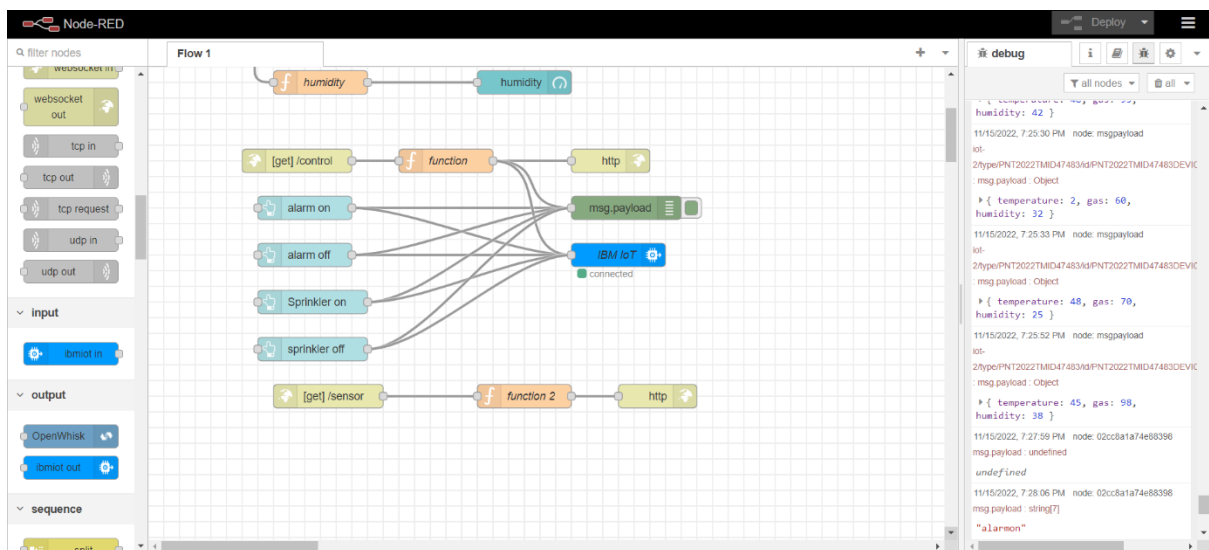 Node-RED
Deploy
filter nodes
Flow 1
debug
i
all nodes
all
websocket in
websocket
out
tcp in
tcp out
tcp request
udp in
udp out
input
ibmiot in
output
OpenWhisk
ibmiot out
sequence
split
f humidity
humidity
[get] /control
f function
http
alarm on
msg.payload
alarm off
IBM IoT
connected
Sprinkler on
sprinkler off
[get] /sensor
f function 2
http
humidity: 42 }
11/15/2022, 7:25:30 PM node: msgpayload
iot-
2/type/PNT2022TMID47483/id/PNT2022TMID47483DEVIC
: msg.payload : Object
{ temperature: 2, gas: 60,
humidity: 32 }
11/15/2022, 7:25:33 PM node: msgpayload
iot-
2/type/PNT2022TMID47483/id/PNT2022TMID47483DEVIC
: msg.payload : Object
{ temperature: 48, gas: 70,
humidity: 25 }
11/15/2022, 7:25:52 PM node: msgpayload
iot-
2/type/PNT2022TMID47483/id/PNT2022TMID47483DEVIC
: msg.payload : Object
{ temperature: 45, gas: 98,
humidity: 38 }
11/15/2022, 7:27:59 PM node: 02cc8a1a74e88398
msg.payload : undefined
undefined
11/15/2022, 7:28:06 PM node: 02cc8a1a74e88398
msg.payload : string[7]
"alarmon"